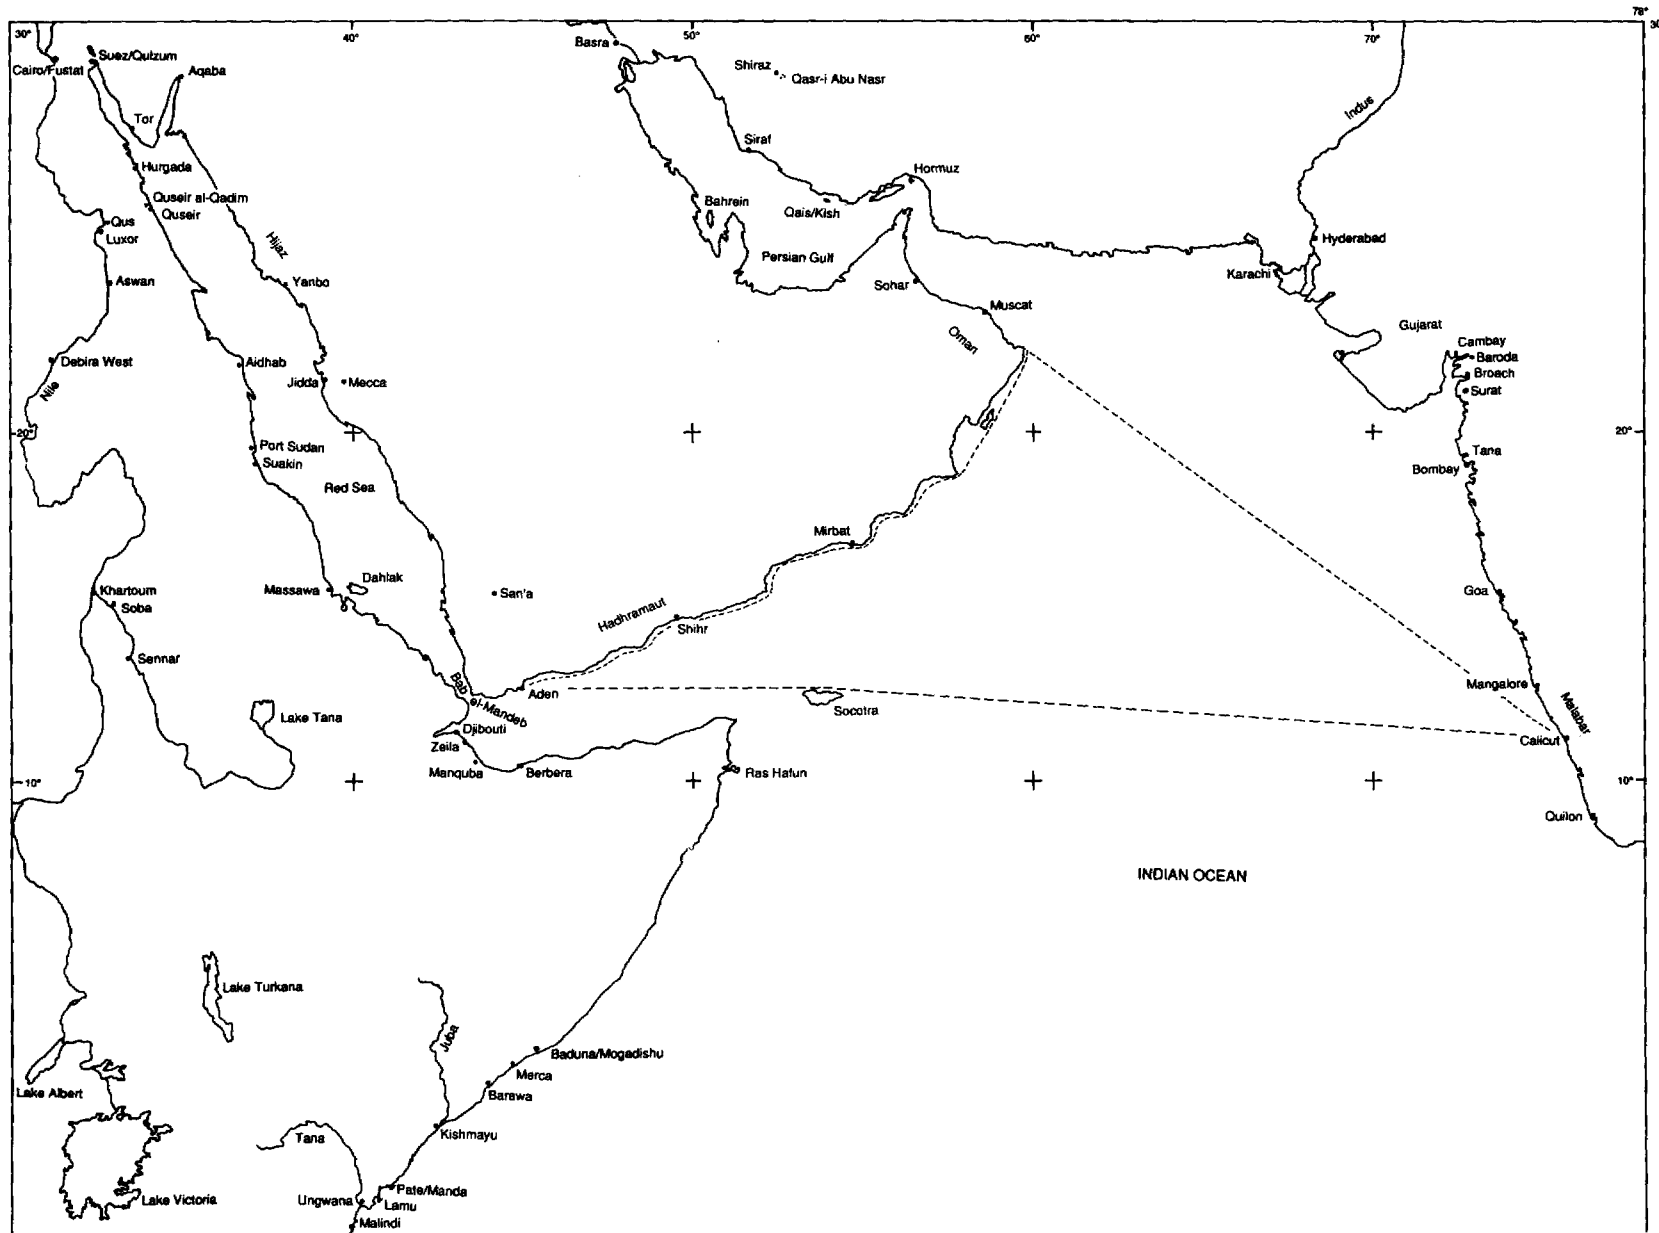 30°
40°
50°
60°
70°
78°
30
Basra
Suez/Qulzum
Cairo/Fustat
Aqaba
Shiraz
Qasr-i Abu Nasr
Indus
Tor
Siraf
Hurgada
Hormuz
Quseir al-Qadim
Quseir
Bahrein
Qais/Kish
Qus
Luxor
Hijaz
Hyderabad
Persian Gulf
Karachi
Aswan
Yanbo
Sohar
Muscat
Oman
Gujarat
Cambay
Baroda
Debira West
Aidhab
Broach
Nile
Jidda
Mecca
Surat
20°
20°
Port Sudan
Tana
Suakin
Bombay
Red Sea
Mirbat
Dahlak
Khartoum
Massawa
San'a
Goa
Soba
Hadhramaut
Shihr
Sennar
Bab el-Mandeb
Aden
Mangalore
Malabar
Lake Tana
Socotra
Djibouti
Calicut
Zeila
Manquba
Berbera
Ras Hafun
10°
10°
Quilon
INDIAN OCEAN
Lake Turkana
Juba
Baduna/Mogadishu
Merca
Lake Albert
Barawa
Tana
Kishmayu
Pate/Manda
Lake Victoria
Ungwana
Lamu
Malindi